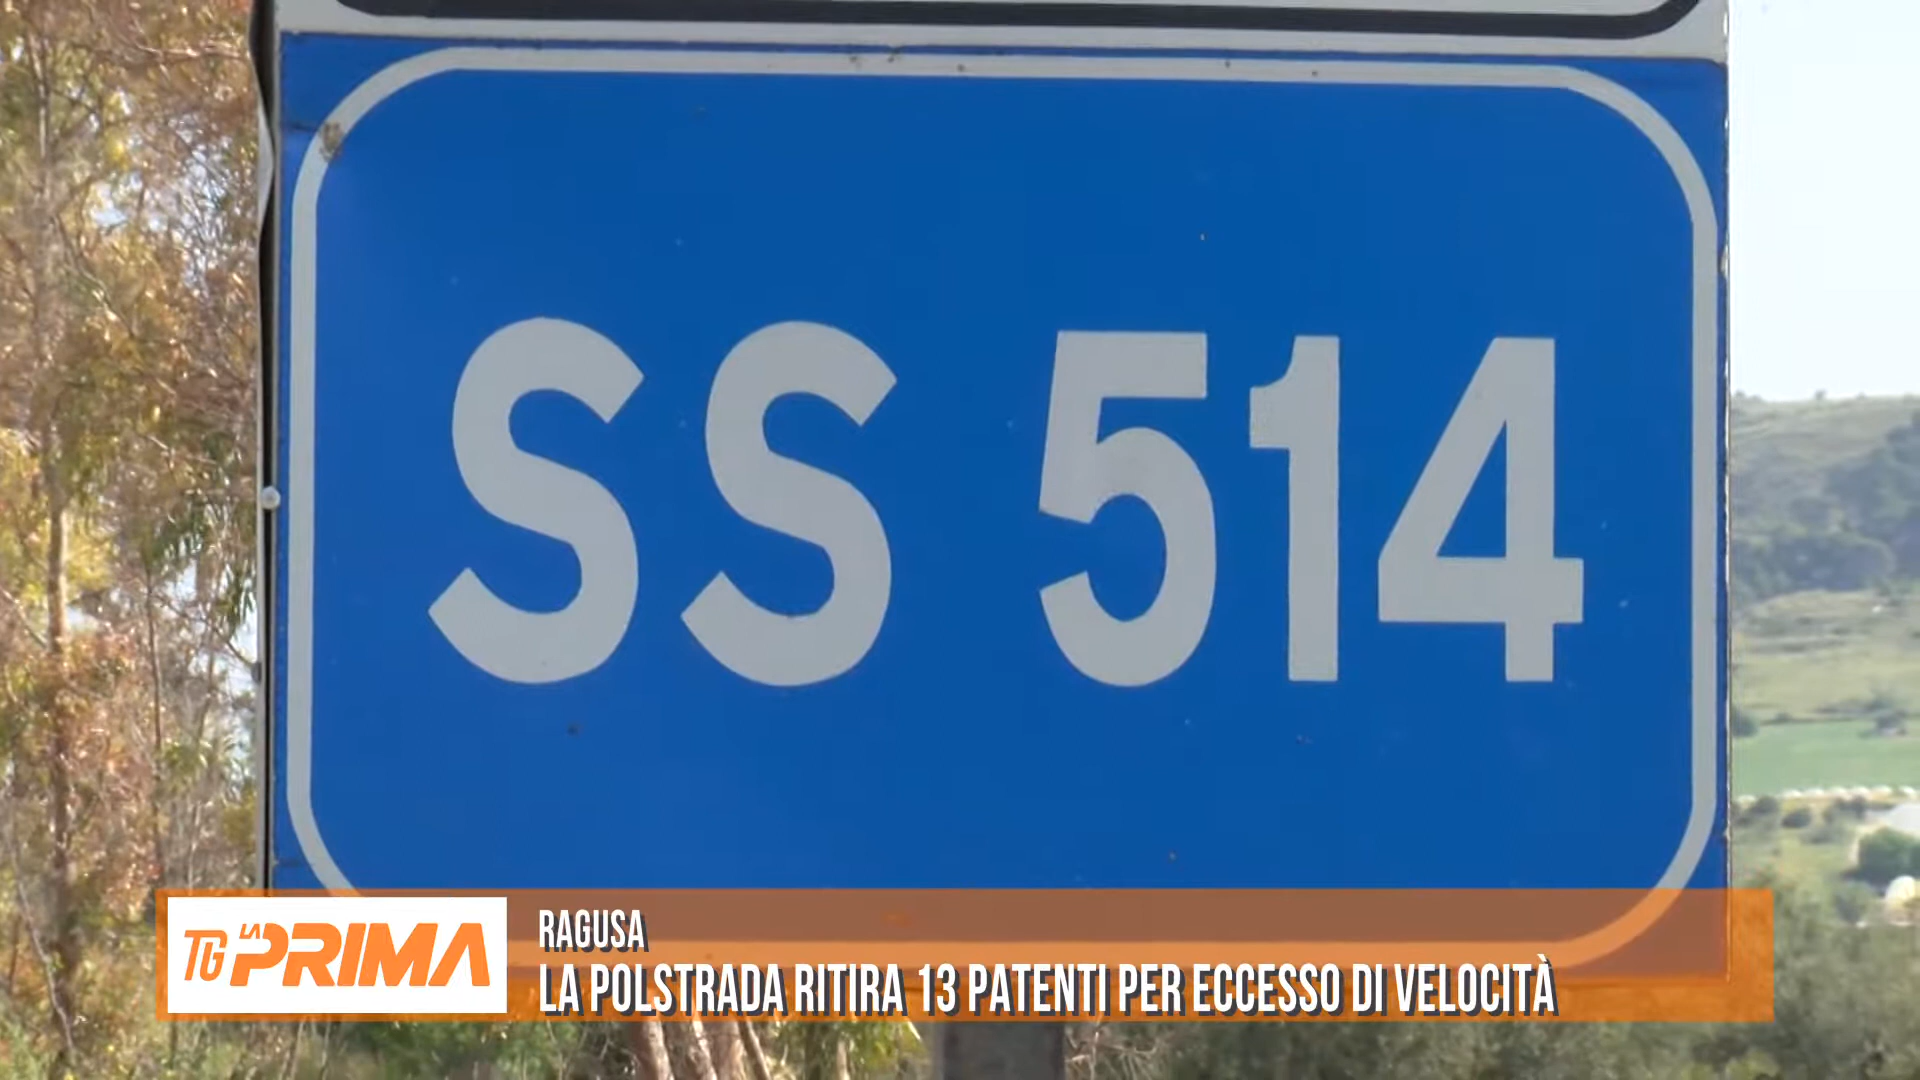 SS 514
TG LA PRIMA
RAGUSA
LA POLSTRADA RITIRA 13 PATENTI PER ECCESSO DI VELOCITÀ